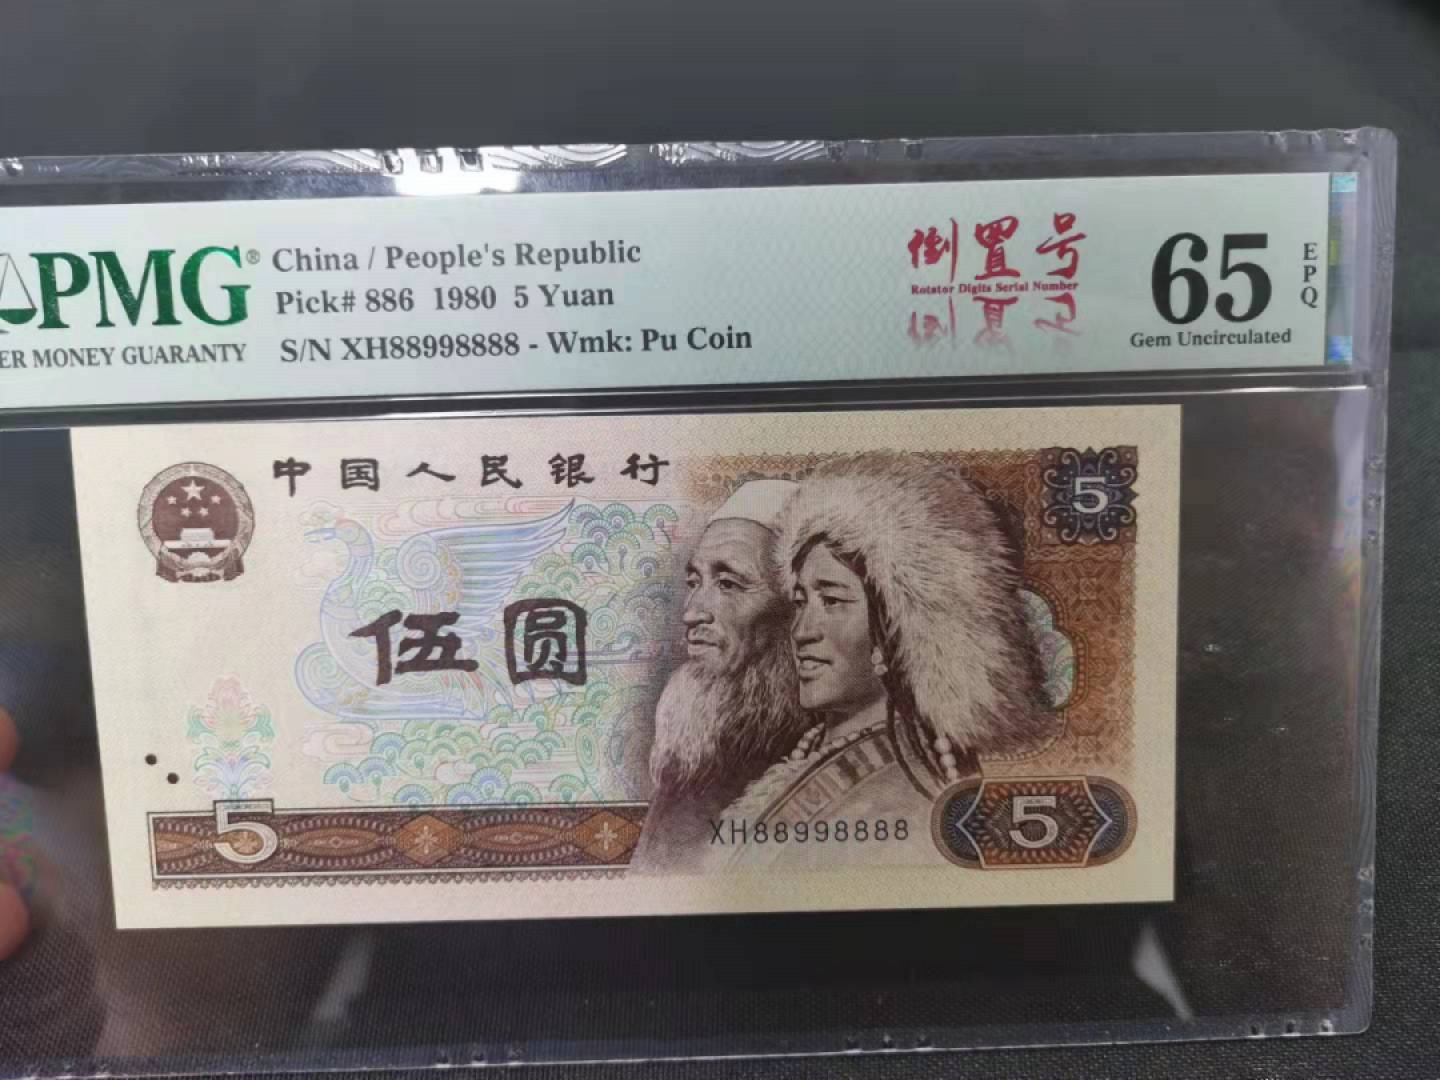 PMG®
ER MONEY GUARANTY
China / People's Republic
Pick# 886 1980 5 Yuan
S/N XH88998888 - Wmk: Pu Coin
倒置号
Rotator Digits Serial Number
65
EPQ
Gem Uncirculated
中国人民银行
5
伍圆
5
XH88998888
5